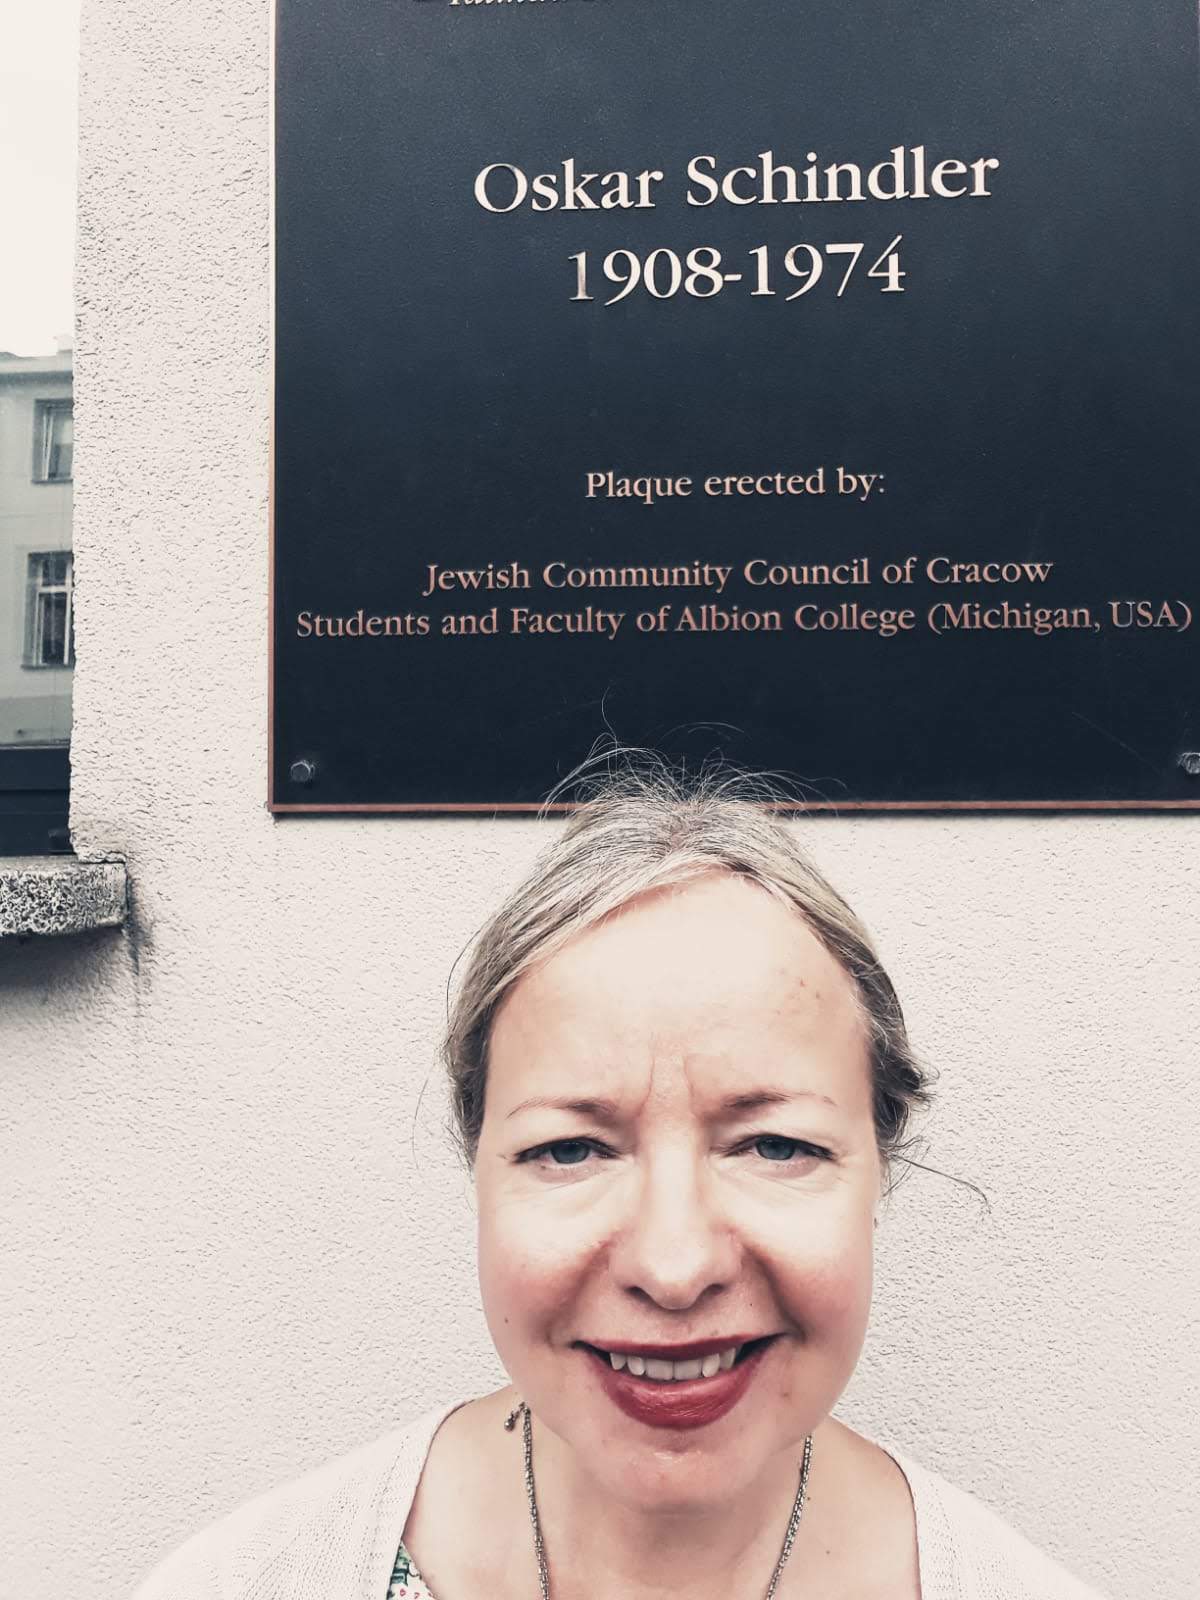 Oskar Schindler
1908-1974
Plaque erected by:
Jewish Community Council of Cracow
Students and Faculty of Albion College (Michigan, USA)